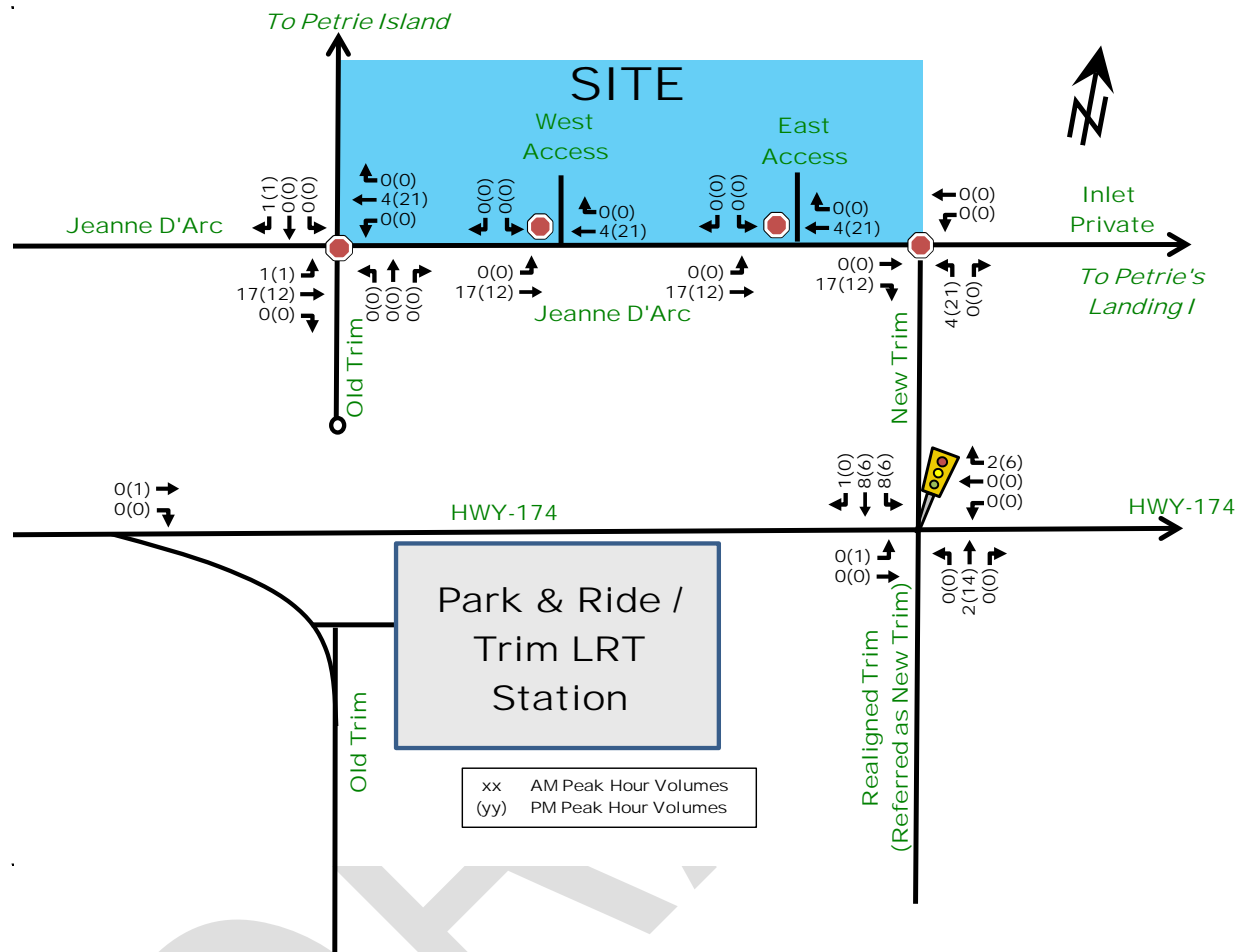 To Petrie Island
SITE
West
Access
East
Access
N
1(1)
0(0)
0(0)
0(0)
4(21)
0(0)
0(0)
0(0)
0(0)
4(21)
0(0)
0(0)
0(0)
4(21)
0(0)
0(0)
Inlet
Private
Jeanne D'Arc
1(1)
17(12)
0(0)
0(0)
0(0)
0(0)
0(0)
17(12)
Jeanne D'Arc
0(0)
17(12)
0(0)
17(12)
4(21)
0(0)
To Petrie's
Landing I
Old Trim
New Trim
0(1)
0(0)
HWY-174
1(0)
8(6)
8(6)
2(6)
0(0)
0(0)
HWY-174
0(1)
0(0)
0(0)
2(14)
0(0)
Park & Ride /
Trim LRT
Station
Old Trim
Realigned Trim
(Referred as New Trim)
xx AM Peak Hour Volumes
(yy) PM Peak Hour Volumes